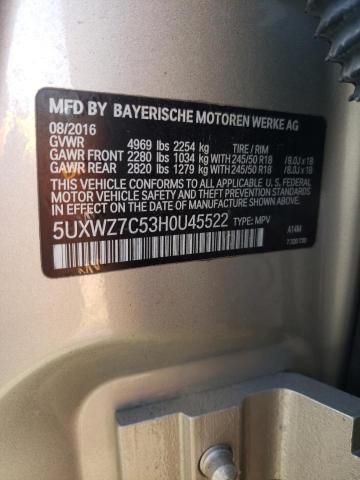 MFD BY BAYERISCHE MOTOREN WERKE AG
08/2016
GVWR 4969 lbs 2254 kg TIRE / RIM
GAWR FRONT 2280 lbs 1034 kg WITH 245/50 R18 / 8.0J x 18
GAWR REAR 2820 lbs 1279 kg WITH 245/50 R18 / 8.0J x 18
THIS VEHICLE CONFORMS TO ALL APPLICABLE U.S. FEDERAL
MOTOR VEHICLE SAFETY, BUMPER, AND THEFT PREVENTION
STANDARDS IN EFFECT ON THE DATE OF MANUFACTURE SHOWN ABOVE.
5UXWZ7C53H0U45522 TYPE: MPV
A14M